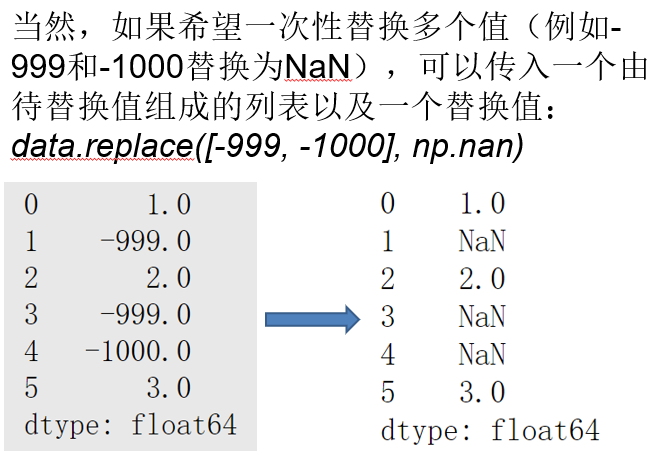 当然，如果希望一次性替换多个值（例如-
999和-1000替换为NaN），可以传入一个由
待替换值组成的列表以及一个替换值：
data.replace([-999, -1000], np.nan)
0 1.0
1 -999.0
2 2.0
3 -999.0
4 -1000.0
5 3.0
dtype: float64
0 1.0
1 NaN
2 2.0
3 NaN
4 NaN
5 3.0
dtype: float64